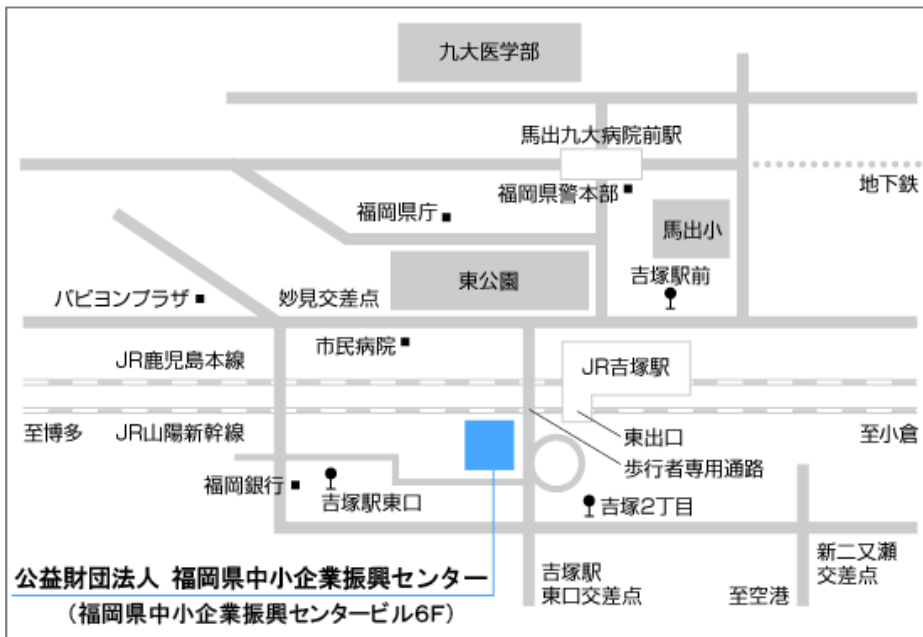 九大医学部
馬出九大病院前駅
地下鉄
福岡県警本部
福岡県庁
馬出小
東公園
吉塚駅前
パピヨンプラザ
妙見交差点
市民病院
JR鹿児島本線
JR吉塚駅
至博多
JR山陽新幹線
東出口
至小倉
歩行者専用通路
福岡銀行
吉塚駅東口
吉塚2丁目
新二又瀬
交差点
公益財団法人 福岡県中小企業振興センター
(福岡県中小企業振興センタービル6F)
吉塚駅
東口交差点
至空港